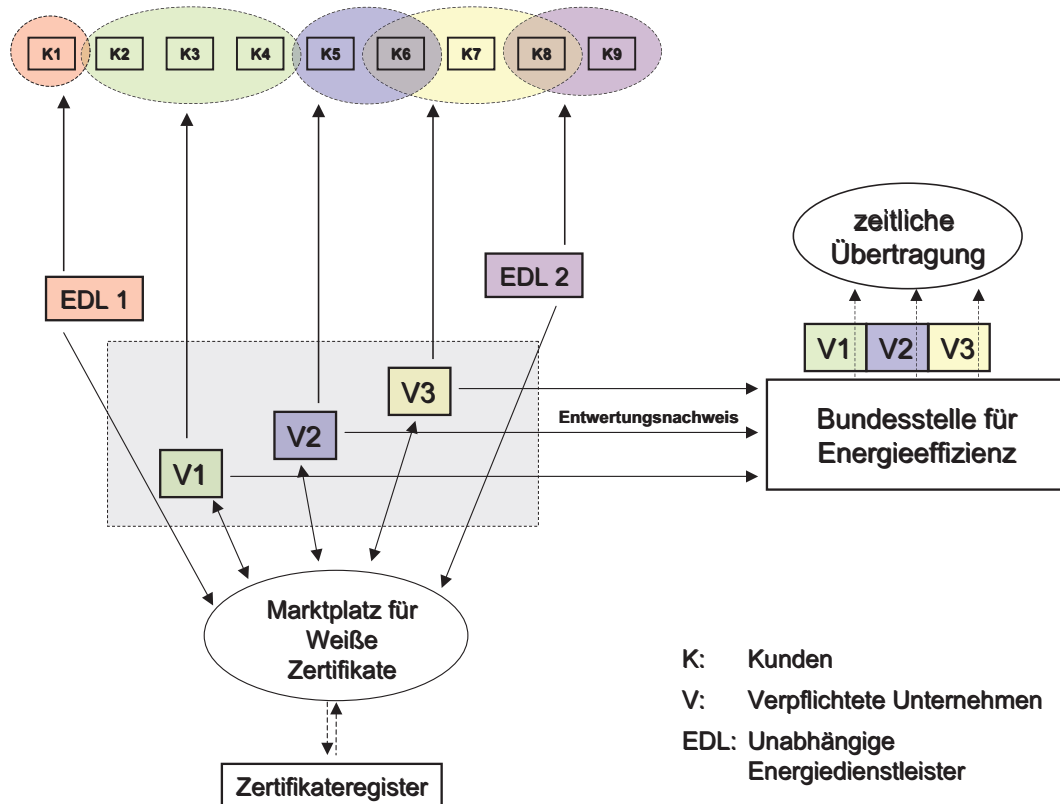 K1 K2 K3 K4 K5 K6 K7 K8 K9
zeitliche
Übertragung
EDL 1
EDL 2
V1 V2 V3
V3
Entwertungsnachweis
V2
V1
Bundesstelle für
Energieeffizienz
Marktplatz für
Weiße
Zertifikate
Zertifikateregister
K: Kunden
V: Verpflichtete Unternehmen
EDL: Unabhängige
Energiedienstleister